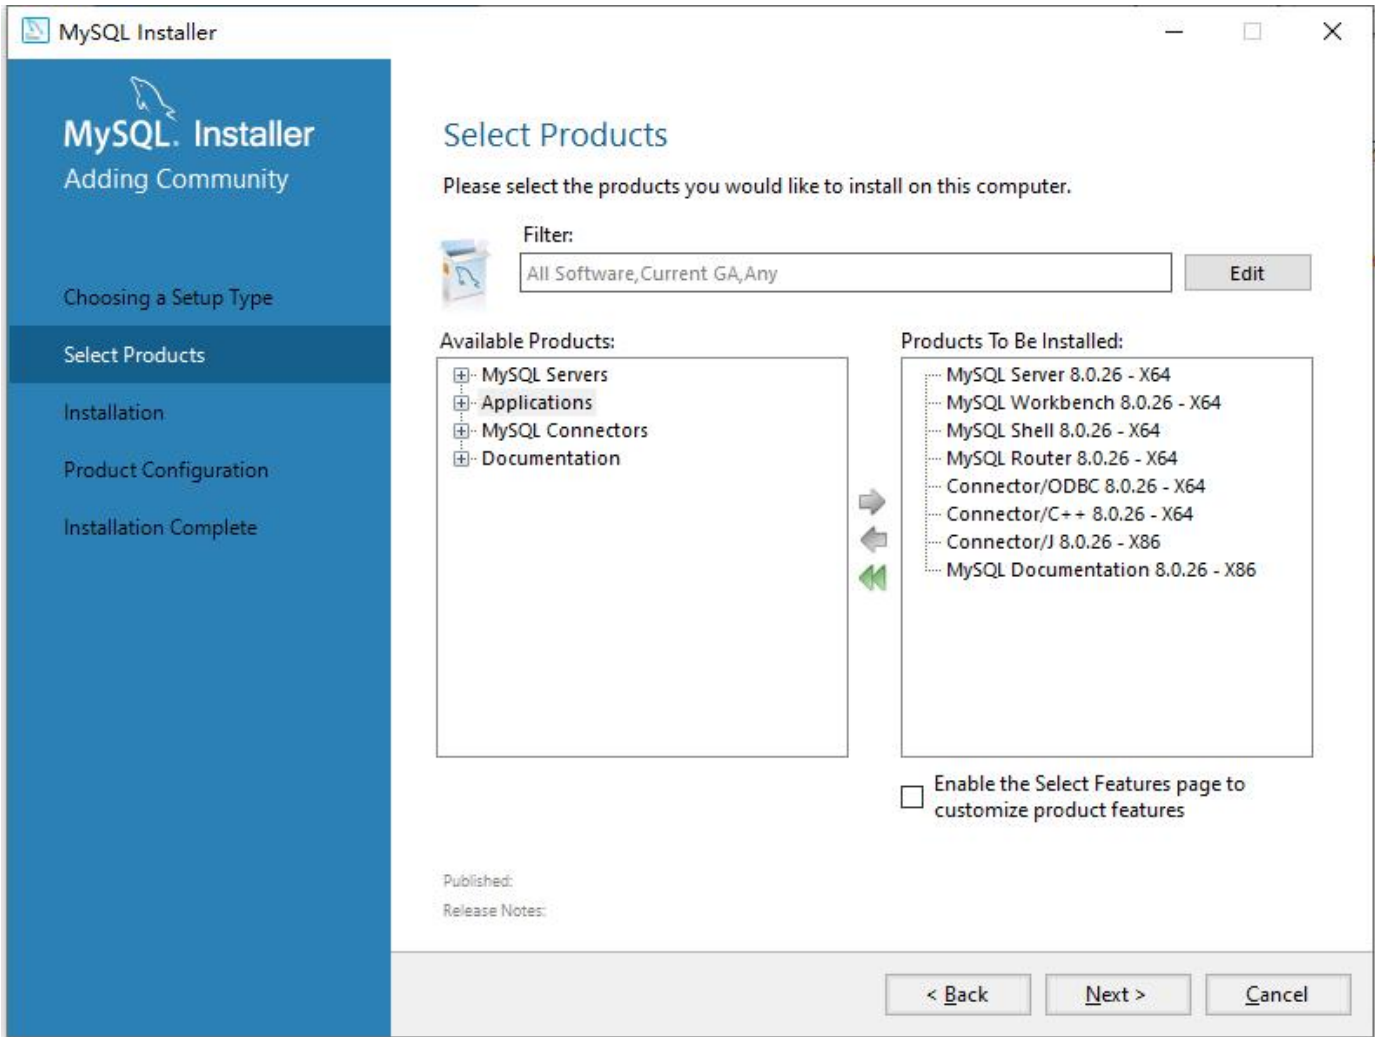 MySQL Installer
MySQL. Installer
Adding Community
Choosing a Setup Type
Select Products
Installation
Product Configuration
Installation Complete
Select Products
Please select the products you would like to install on this computer.
Filter:
All Software,Current GA,Any
Edit
Available Products:
MySQL Servers
Applications
MySQL Connectors
Documentation
Products To Be Installed:
MySQL Server 8.0.26 - X64
MySQL Workbench 8.0.26 - X64
MySQL Shell 8.0.26 - X64
MySQL Router 8.0.26 - X64
Connector/ODBC 8.0.26 - X64
Connector/C++ 8.0.26 - X64
Connector/J 8.0.26 - X86
MySQL Documentation 8.0.26 - X86
Enable the Select Features page to
customize product features
Published:
Release Notes:
< Back
Next >
Cancel